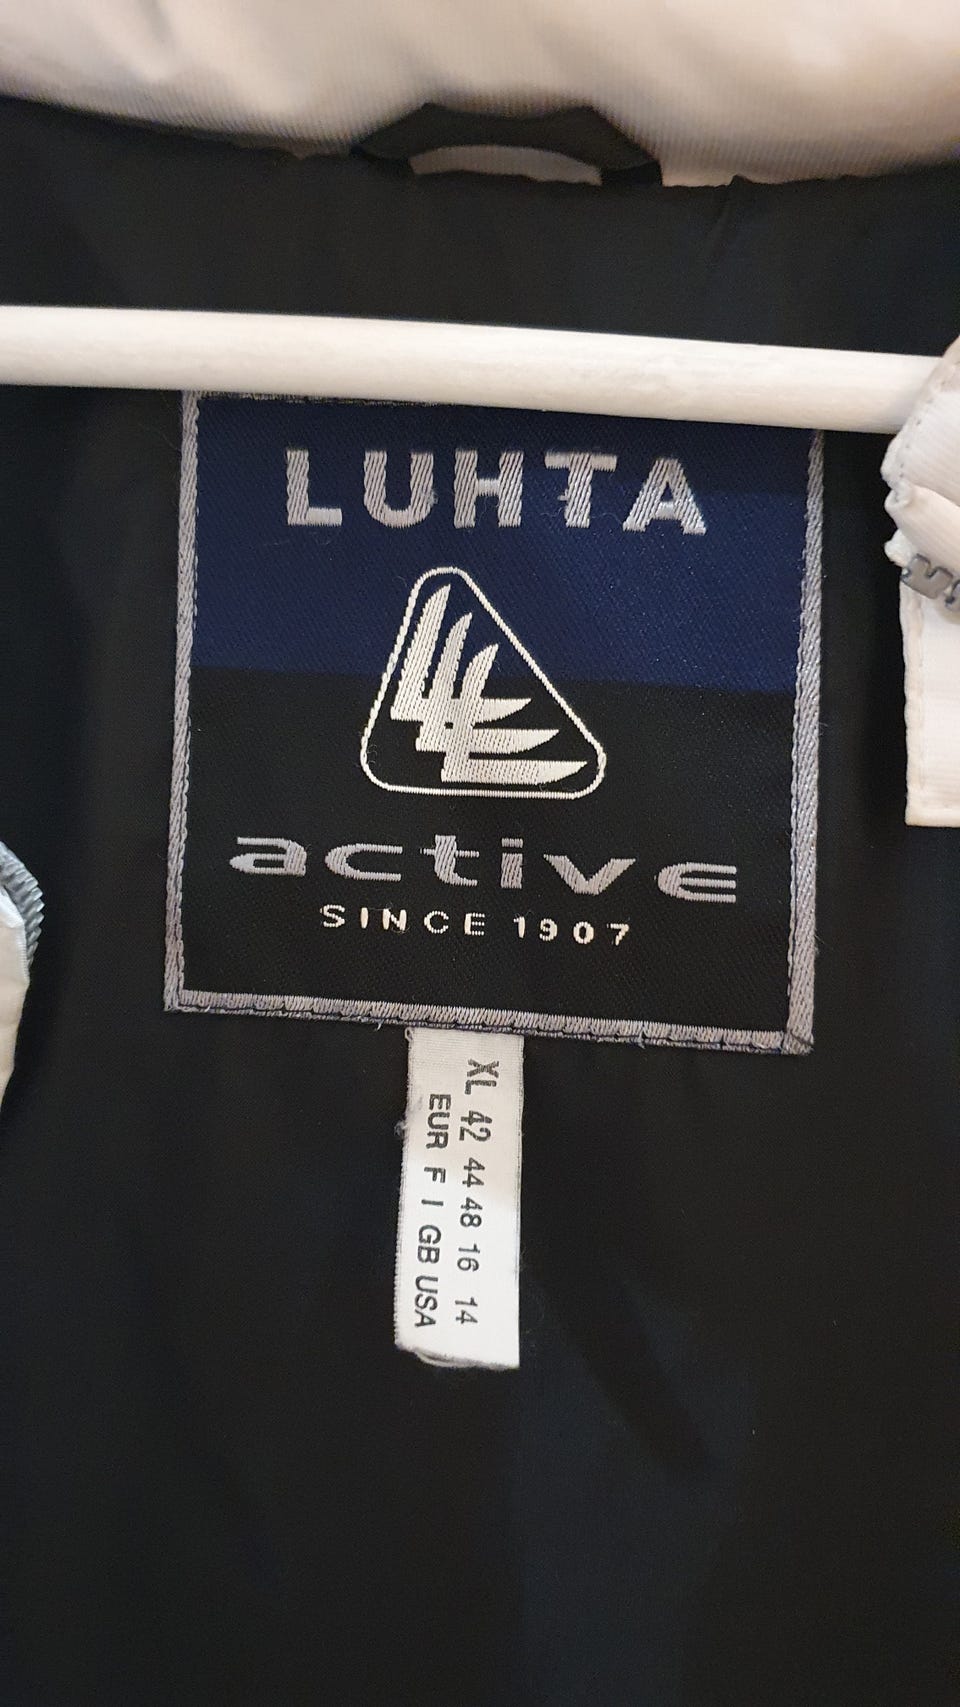 LUHTA
active
SINCE 1907
XL 42 44 48 16 14
EUR F I GB USA